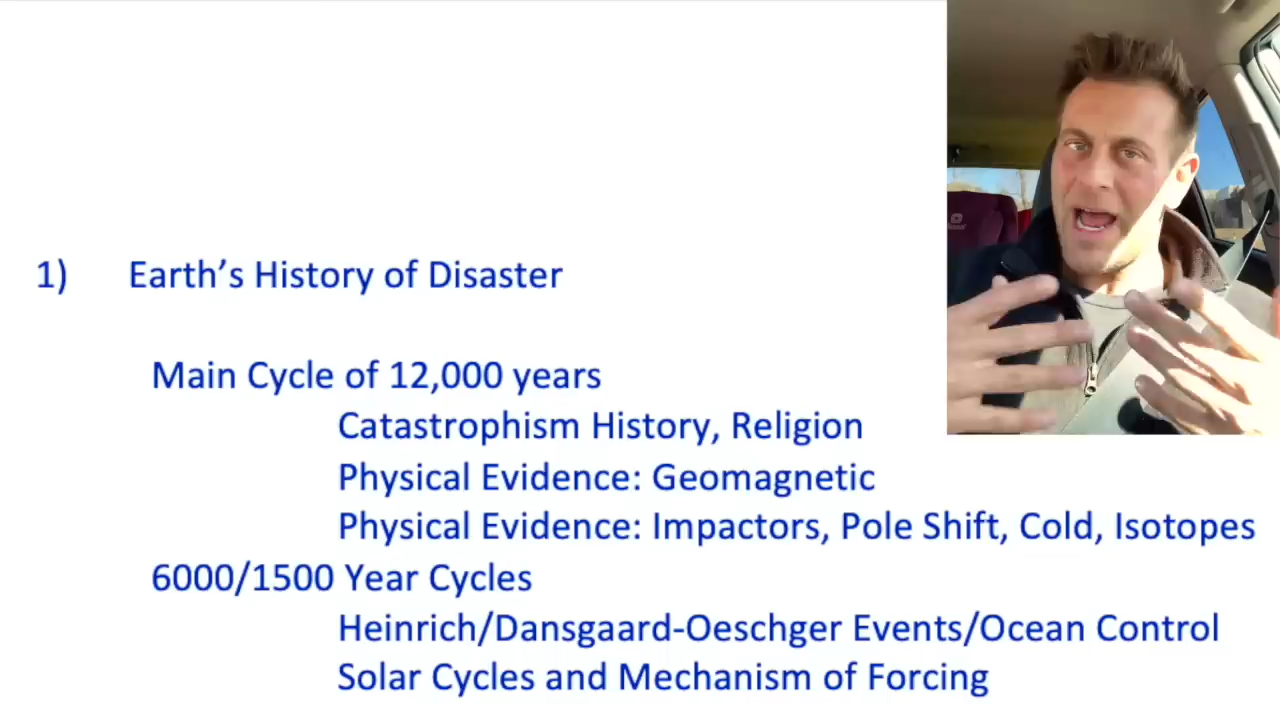 1) Earth's History of Disaster
Main Cycle of 12,000 years
Catastrophism History, Religion
Physical Evidence: Geomagnetic
Physical Evidence: Impactors, Pole Shift, Cold, Isotopes
6000/1500 Year Cycles
Heinrich/Dansgaard-Oeschger Events/Ocean Control
Solar Cycles and Mechanism of Forcing